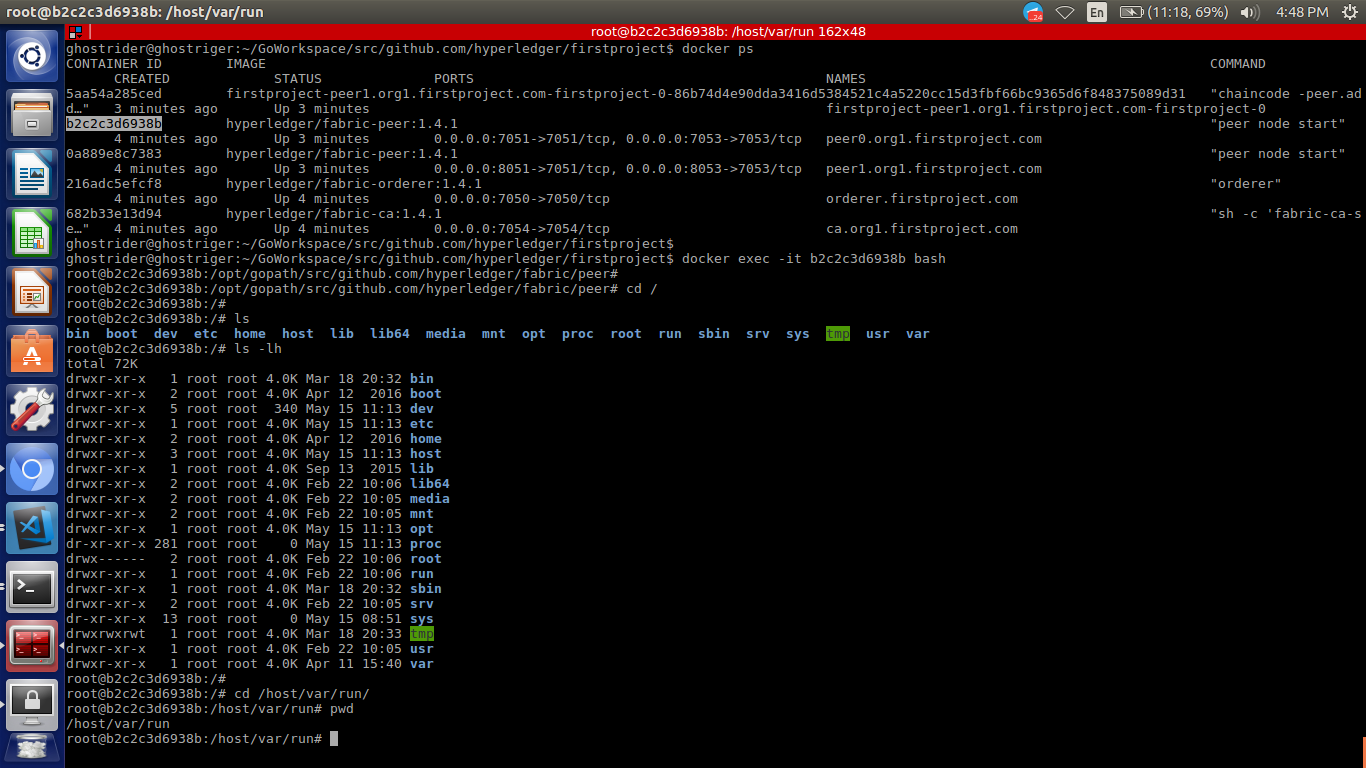 root@b2c2c3d6938b: /host/var/run
24
En
(11:18, 69%)
4:48 PM
root@b2c2c3d6938b: /host/var/run 162x48
ghostrider@ghostriger:~/GoWorkspace/src/github.com/hyperledger/firstproject$ docker ps
CONTAINER ID        IMAGE                                                                                                                      COMMAND
      CREATED             STATUS              PORTS                                            NAMES
5aa54a285ced        firstproject-peer1.org1.firstproject.com-firstproject-0-86b74d4e90dda3416d5384521c4a5220cc15d3fbf66bc9365d6f848375089d31   "chaincode -peer.ad
d…"   3 minutes ago       Up 3 minutes                                                         firstproject-peer1.org1.firstproject.com-firstproject-0
b2c2c3d6938b        hyperledger/fabric-peer:1.4.1                                                                                              "peer node start"
      4 minutes ago       Up 3 minutes        0.0.0.0:7051->7051/tcp, 0.0.0.0:7053->7053/tcp   peer0.org1.firstproject.com
0a889e8c7383        hyperledger/fabric-peer:1.4.1                                                                                              "peer node start"
      4 minutes ago       Up 3 minutes        0.0.0.0:8051->7051/tcp, 0.0.0.0:8053->7053/tcp   peer1.org1.firstproject.com
216adc5efcf8        hyperledger/fabric-orderer:1.4.1                                                                                           "orderer"
      4 minutes ago       Up 4 minutes        0.0.0.0:7050->7050/tcp                           orderer.firstproject.com
682b33e13d94        hyperledger/fabric-ca:1.4.1                                                                                                "sh -c 'fabric-ca-s
e…"   4 minutes ago       Up 4 minutes        0.0.0.0:7054->7054/tcp                           ca.org1.firstproject.com
ghostrider@ghostriger:~/GoWorkspace/src/github.com/hyperledger/firstproject$
ghostrider@ghostriger:~/GoWorkspace/src/github.com/hyperledger/firstproject$ docker exec -it b2c2c3d6938b bash
root@b2c2c3d6938b:/opt/gopath/src/github.com/hyperledger/fabric/peer#
root@b2c2c3d6938b:/opt/gopath/src/github.com/hyperledger/fabric/peer# cd /
root@b2c2c3d6938b:/#
root@b2c2c3d6938b:/# ls
bin  boot  dev  etc  home  host  lib  lib64  media  mnt  opt  proc  root  run  sbin  srv  sys  tmp  usr  var
root@b2c2c3d6938b:/# ls -lh
total 72K
drwxr-xr-x   1 root root 4.0K Mar 18 20:32 bin
drwxr-xr-x   2 root root 4.0K Apr 12  2016 boot
drwxr-xr-x   5 root root  340 May 15 11:13 dev
drwxr-xr-x   1 root root 4.0K May 15 11:13 etc
drwxr-xr-x   2 root root 4.0K Apr 12  2016 home
drwxr-xr-x   3 root root 4.0K May 15 11:13 host
drwxr-xr-x   1 root root 4.0K Sep 13  2015 lib
drwxr-xr-x   2 root root 4.0K Feb 22 10:06 lib64
drwxr-xr-x   2 root root 4.0K Feb 22 10:05 media
drwxr-xr-x   2 root root 4.0K Feb 22 10:05 mnt
drwxr-xr-x   1 root root 4.0K May 15 11:13 opt
dr-xr-xr-x 281 root root    0 May 15 11:13 proc
drwx------   2 root root 4.0K Feb 22 10:06 root
drwxr-xr-x   1 root root 4.0K Feb 22 10:06 run
drwxr-xr-x   1 root root 4.0K Mar 18 20:32 sbin
drwxr-xr-x   2 root root 4.0K Feb 22 10:05 srv
dr-xr-xr-x  13 root root    0 May 15 08:51 sys
drwxrwxrwt   1 root root 4.0K Mar 18 20:33 tmp
drwxr-xr-x   1 root root 4.0K Feb 22 10:05 usr
drwxr-xr-x   1 root root 4.0K Apr 11 15:40 var
root@b2c2c3d6938b:/#
root@b2c2c3d6938b:/# cd /host/var/run/
root@b2c2c3d6938b:/host/var/run# pwd
/host/var/run
root@b2c2c3d6938b:/host/var/run#